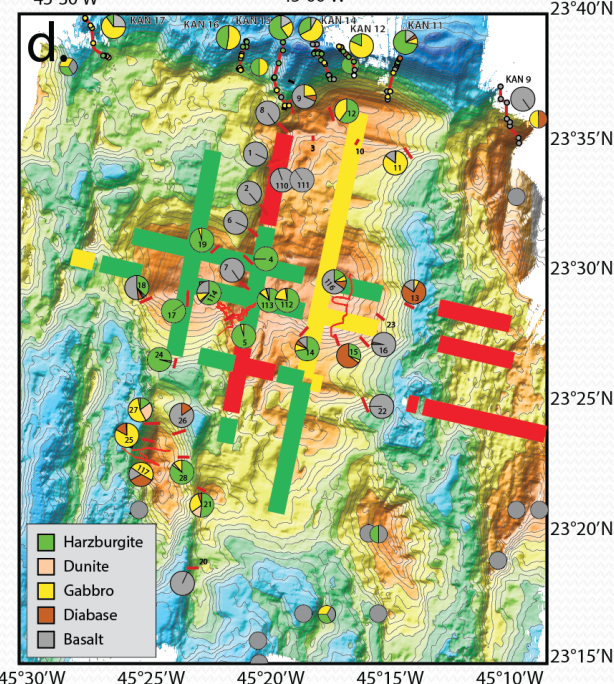 23°40'N
d
KAN 17
KAN 16
KAN 14
KAN 12
KAN 11
KAN 9
9
8
12
3
10
11
1
110
111
2
6
19
4
7
18
114
113
112
116
13
17
5
14
15
23
16
24
22
27
26
25
117
28
21
20
23°35'N
23°30'N
23°25'N
23°20'N
23°15'N
Harzburgite
Dunite
Gabbro
Diabase
Basalt
45°30'W
45°25'W
45°20'W
45°15'W
45°10'W